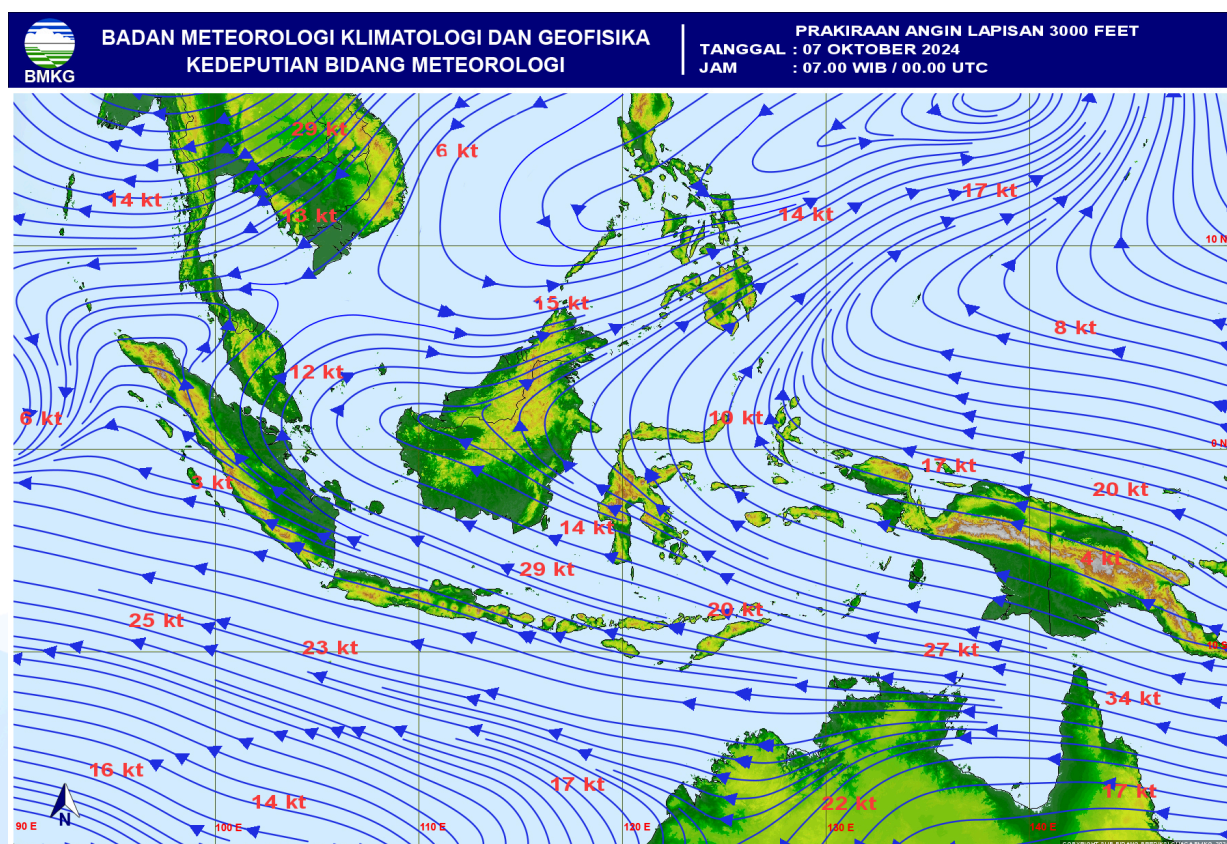 BADAN METEOROLOGI KLIMATOLOGI DAN GEOFISIKA
KEDEPUTIAN BIDANG METEOROLOGI
BMKG
PRAKIRAAN ANGIN LAPISAN 3000 FEET
TANGGAL : 07 OKTOBER 2024
JAM : 07.00 WIB / 00.00 UTC
29 kt
6 kt
14 kt
13 kt
17 kt
14 kt
10 N
15 kt
8 kt
12 kt
6 kt
10 kt
0 N
17 kt
3 kt
20 kt
14 kt
4 kt
29 kt
20 kt
25 kt
23 kt
27 kt
34 kt
16 kt
14 kt
17 kt
22 kt
17 kt
N
90 E
100 E
110 E
120 E
130 E
140 E